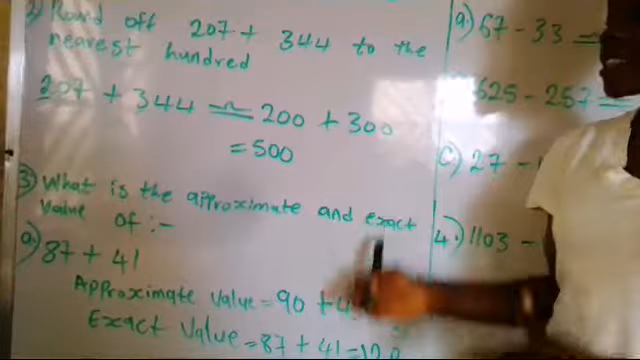 2) Round off 207 + 344 to the
nearest hundred
207 + 344 ≃ 200 + 300
= 500
3) What is the approximate and exact
value of :-
a) 87 + 41
Approximate value = 90 + 4
Exact value = 87 + 41 =
a) 67 - 33 =
625 - 257 =
c) 27 -
4.) 1103 -